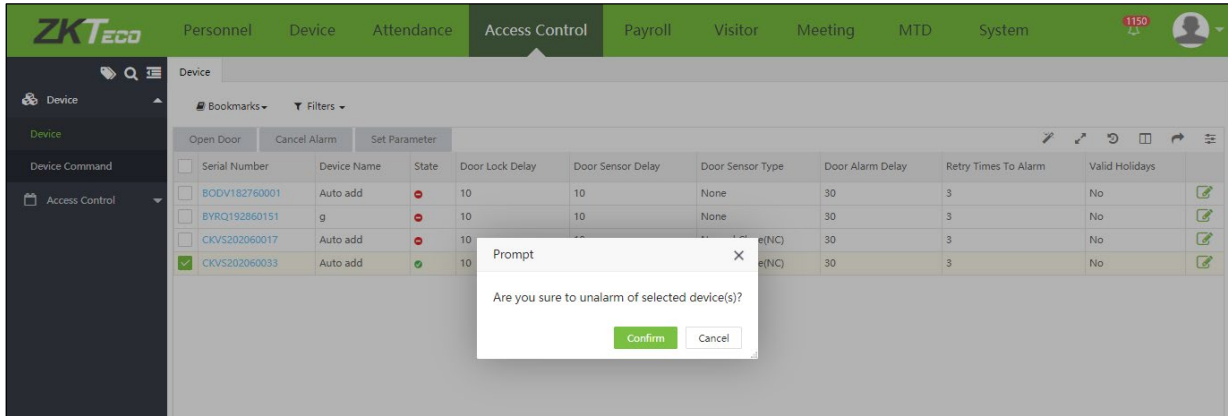 ZKTeco Personnel Device Attendance Access Control Payroll Visitor Meeting MTD System 1150
Device
Device
Bookmarks Filters
Device
Open Door Cancel Alarm Set Parameter
Device Command
Serial Number Device Name State Door Lock Delay Door Sensor Delay Door Sensor Type Door Alarm Delay Retry Times To Alarm Valid Holidays
Access Control
BODV182760001 Auto add 10 10 None 30 3 No
BYRQ192860151 g 10 10 None 30 3 No
CKVS202060017 Auto add 10 e(NC) 30 3 No
CKVS202060033 Auto add 10 e(NC) 30 3 No
Prompt
Are you sure to unalarm of selected device(s)?
Confirm Cancel